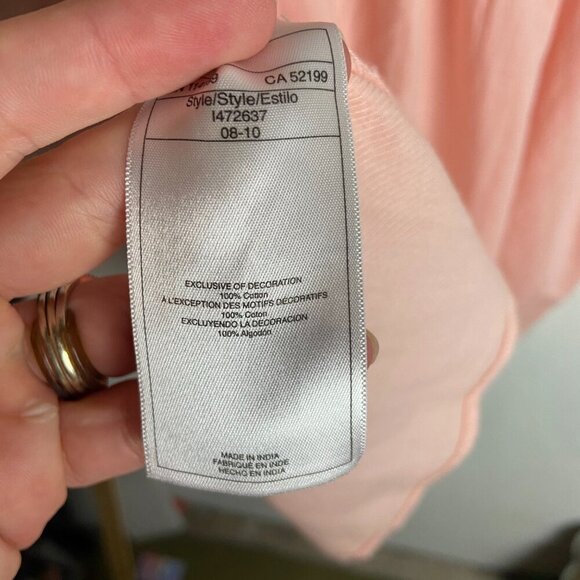 CA 52199
Style/Style/Estilo
I472637
08-10
EXCLUSIVE OF DECORATION
100% Cotton
À L'EXCEPTION DES MOTIFS DÉCORATIFS
100% Coton
EXCLUYENDO LA DECORACIÓN
100% Algodón
MADE IN INDIA
FABRIQUÉ EN INDE
HECHO EN INDIA